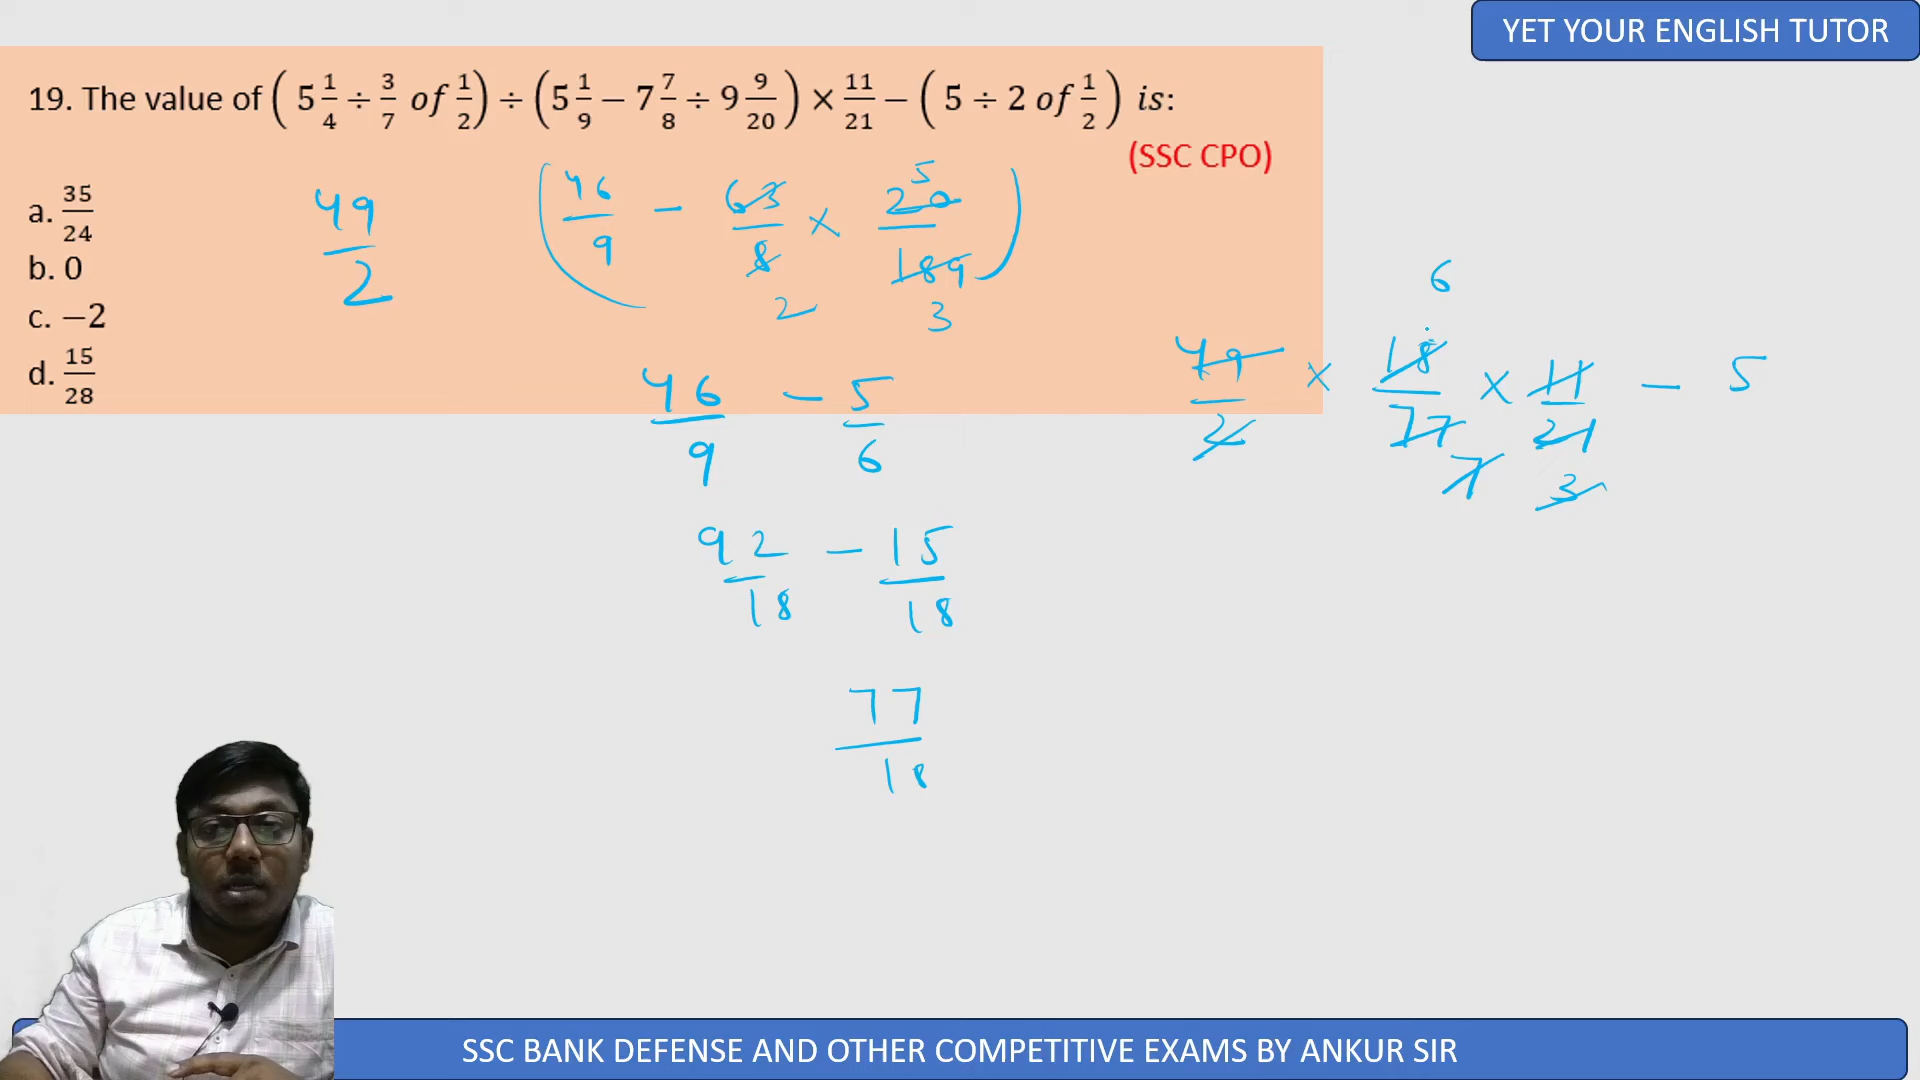 YET YOUR ENGLISH TUTOR
19. The value of (5 1/4 ÷ 3/7 of 1/2) ÷ (5 1/9 − 7 7/8 ÷ 9 9/20) × 11/21 − (5 ÷ 2 of 1/2) is:
(SSC CPO)
a. 35/24
b. 0
c. −2
d. 15/28
49/2
(46/9 − 63/8 × 20/189)
5
2
3
46/9 − 5/6
92/18 − 15/18
77/18
6
49/2 × 18/77 × 11/21 − 5
7
3
SSC BANK DEFENSE AND OTHER COMPETITIVE EXAMS BY ANKUR SIR